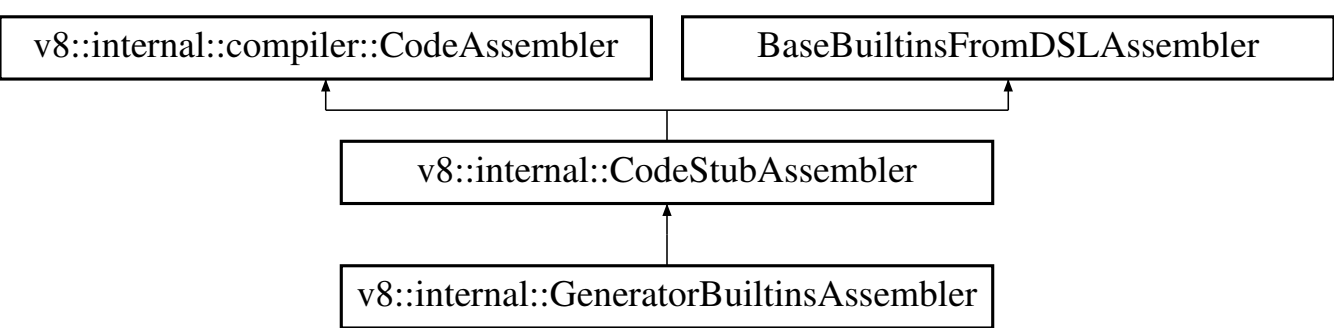 v8::internal::compiler::CodeAssembler
BaseBuiltinsFromDSLAssembler
v8::internal::CodeStubAssembler
v8::internal::GeneratorBuiltinsAssembler